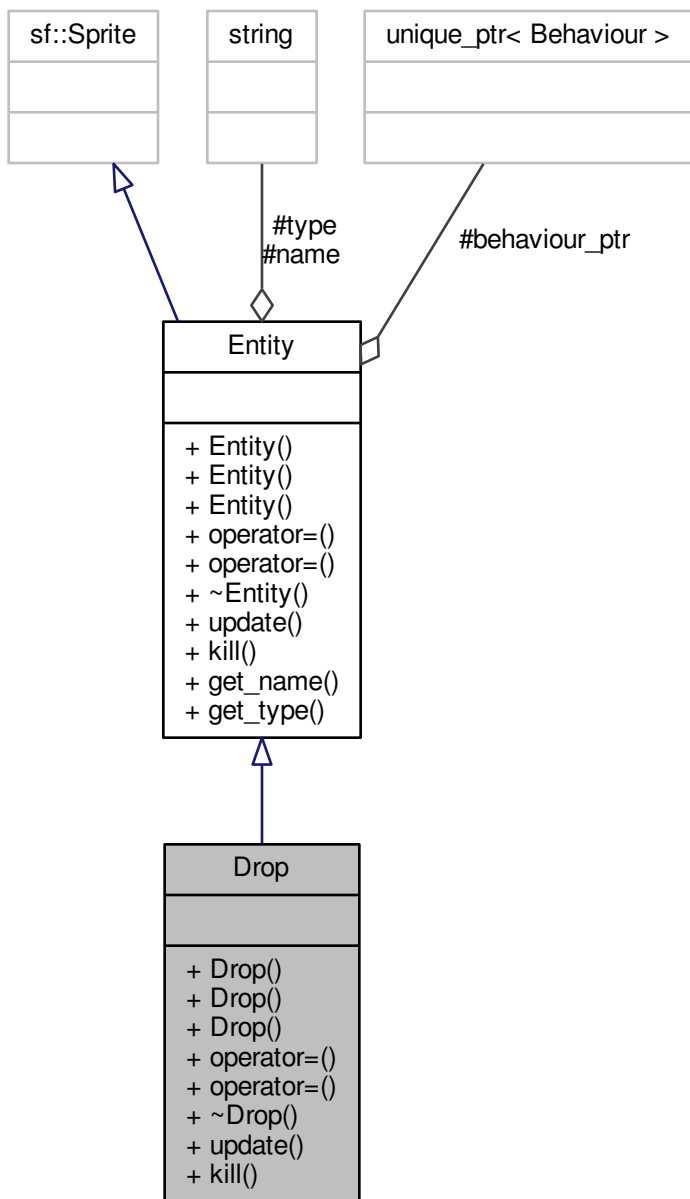 sf::Sprite
string
unique_ptr< Behaviour >
#type
#name
#behaviour_ptr
Entity
+ Entity()
+ Entity()
+ Entity()
+ operator=()
+ operator=()
+ ~Entity()
+ update()
+ kill()
+ get_name()
+ get_type()
Drop
+ Drop()
+ Drop()
+ Drop()
+ operator=()
+ operator=()
+ ~Drop()
+ update()
+ kill()